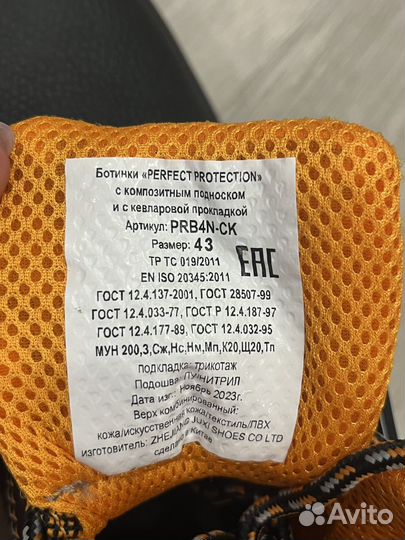 Ботинки «PERFECT PROTECTION»
с композитным подноском
и с кевларовой прокладкой
Артикул: PRB4N-CK
Размер: 43
ТР ТС 019/2011
EN ISO 20345:2011
EAC
ГОСТ 12.4.137-2001, ГОСТ 28507-99
ГОСТ 12.4.033-77, ГОСТ Р 12.4.187-97
ГОСТ 12.4.177-89, ГОСТ 12.4.032-95
МУН 200,З,Сж,Нс,Нм,Мп,К20,Щ20,Тп
подкладка: трикотаж
Подошва: ПУ/НИТРИЛ
Дата изг.: Ноябрь 2023г.
Верх комбинированный:
кожа/искусственная кожа/текстиль/ПВХ
изготовитель: ZHEJIANG JUXI SHOES CO LTD
сделано в Китае
Avito